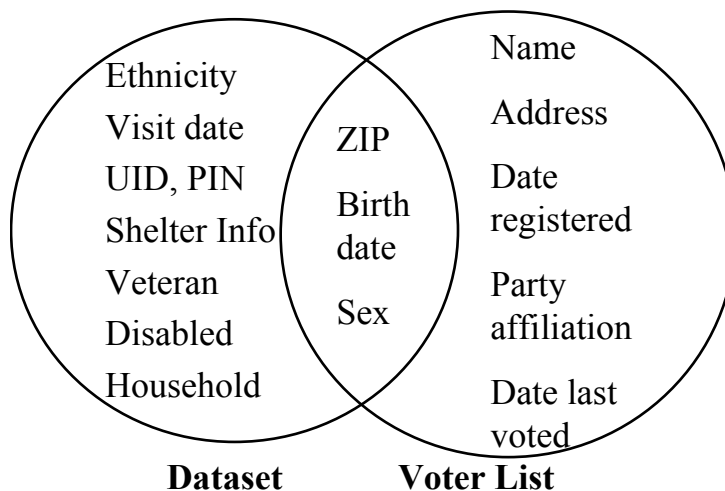 Ethnicity
Visit date
UID, PIN
Shelter Info
Veteran
Disabled
Household
ZIP
Birth
date
Sex
Name
Address
Date
registered
Party
affiliation
Date last
voted
Dataset
Voter List